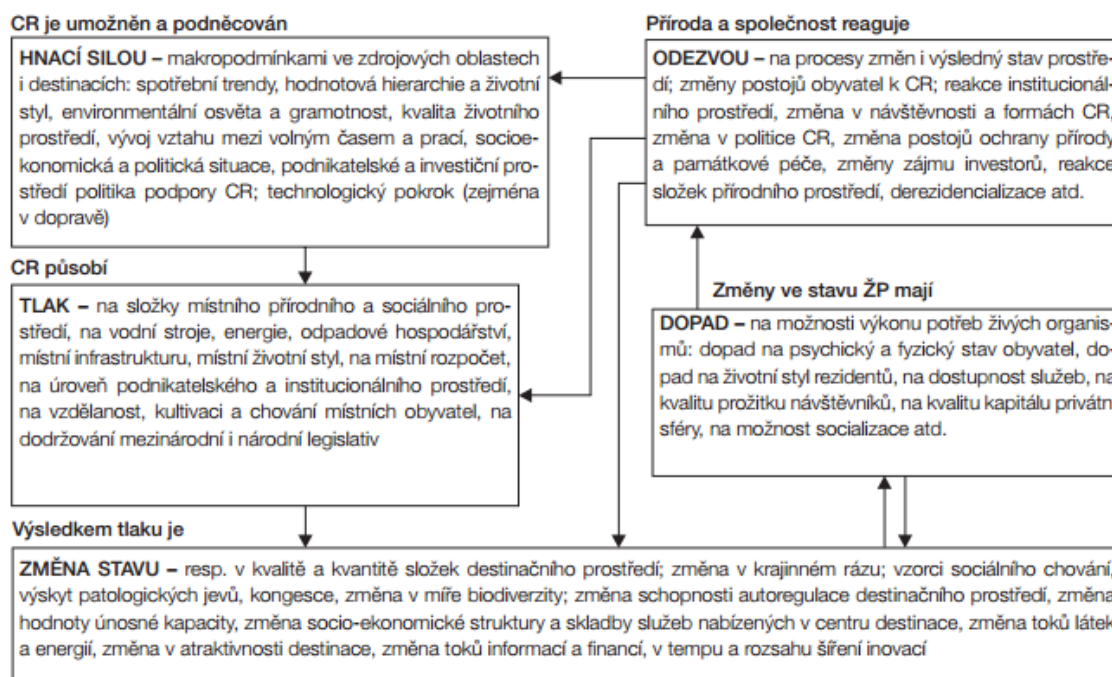 CR je umožněn a podněcován
HNACÍ SILOU – makropodmínkami ve zdrojových oblastech
i destinacích: spotřební trendy, hodnotová hierarchie a životní
styl, environmentální osvěta a gramotnost, kvalita životního
prostředí, vývoj vztahu mezi volným časem a prací, socioe-
konomická a politická situace, podnikatelské a investiční pro-
středí politika podpory CR; technologický pokrok (zejména
v dopravě)
CR působí
TLAK – na složky místního přírodního a sociálního pro-
středí, na vodní stroje, energie, odpadové hospodářství,
místní infrastrukturu, místní životní styl, na místní rozpočet,
na úroveň podnikatelského a institucionálního prostředí,
na vzdělanost, kultivaci a chování místních obyvatel, na
dodržování mezinárodní i národní legislativ
Příroda a společnost reaguje
ODEZVOU – na procesy změn i výsledný stav prostře-
dí; změny postojů obyvatel k CR; reakce institucionál-
ního prostředí, změna v návštěvnosti a formách CR,
změna v politice CR, změna postojů ochrany přírody
a památkové péče, změny zájmu investorů, reakce
složek přírodního prostředí, derezidencializace atd.
Změny ve stavu ŽP mají
DOPAD – na možnosti výkonu potřeb živých organis-
mů: dopad na psychický a fyzický stav obyvatel, do-
pad na životní styl rezidentů, na dostupnost služeb, na
kvalitu prožitku návštěvníků, na kvalitu kapitálu privátn
sféry, na možnost socializace atd.
Výsledkem tlaku je
ZMĚNA STAVU – resp. v kvalitě a kvantitě složek destinačního prostředí; změna v krajinném rázu; vzorci sociálního chování,
výskyt patologických jevů, kongesce, změna v míře biodiverzity; změna schopnosti autoregulace destinačního prostředí, změna
hodnoty únosné kapacity, změna socio-ekonomické struktury a skladby služeb nabízených v centru destinace, změna toků látek
a energií, změna v atraktivnosti destinace, změna toků informací a financí, v tempu a rozsahu šíření inovací